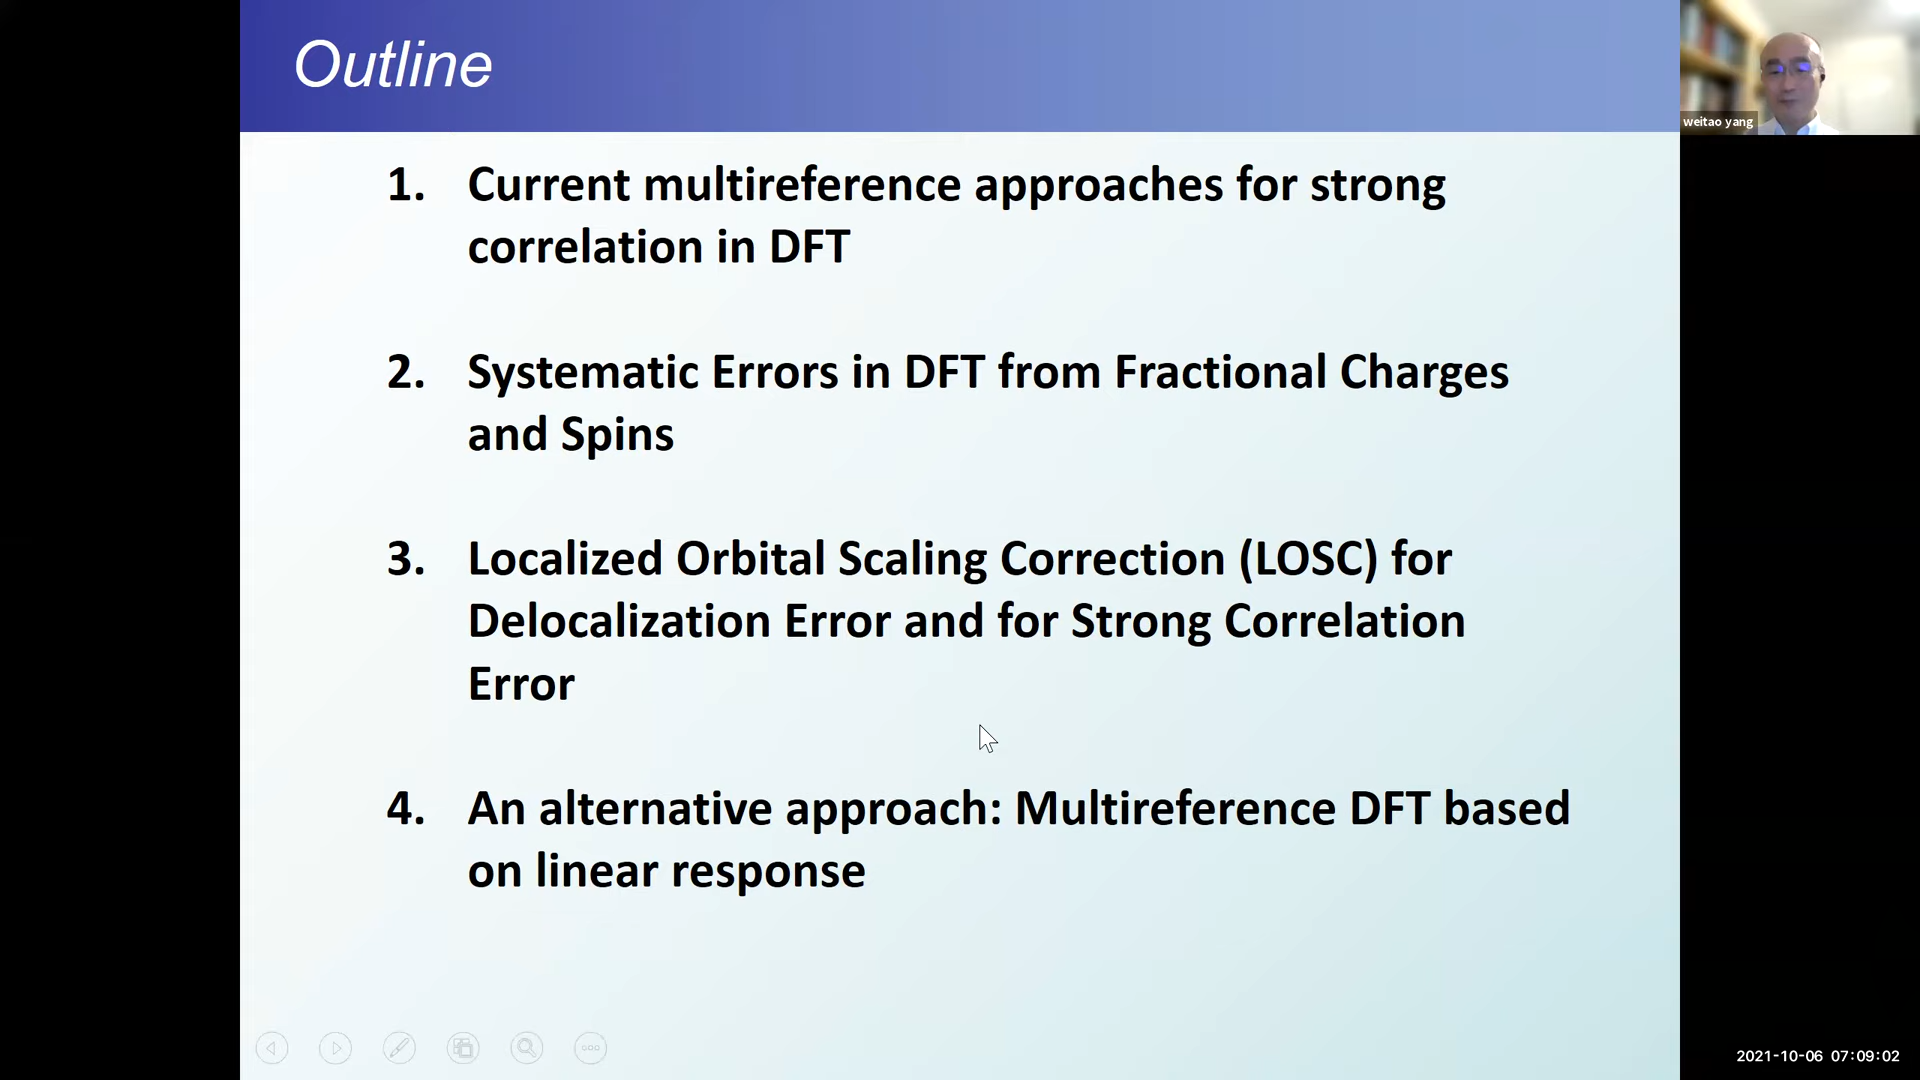 Outline
weitao yang
1. Current multireference approaches for strong
correlation in DFT
2. Systematic Errors in DFT from Fractional Charges
and Spins
3. Localized Orbital Scaling Correction (LOSC) for
Delocalization Error and for Strong Correlation
Error
4. An alternative approach: Multireference DFT based
on linear response
2021-10-06 07:09:02